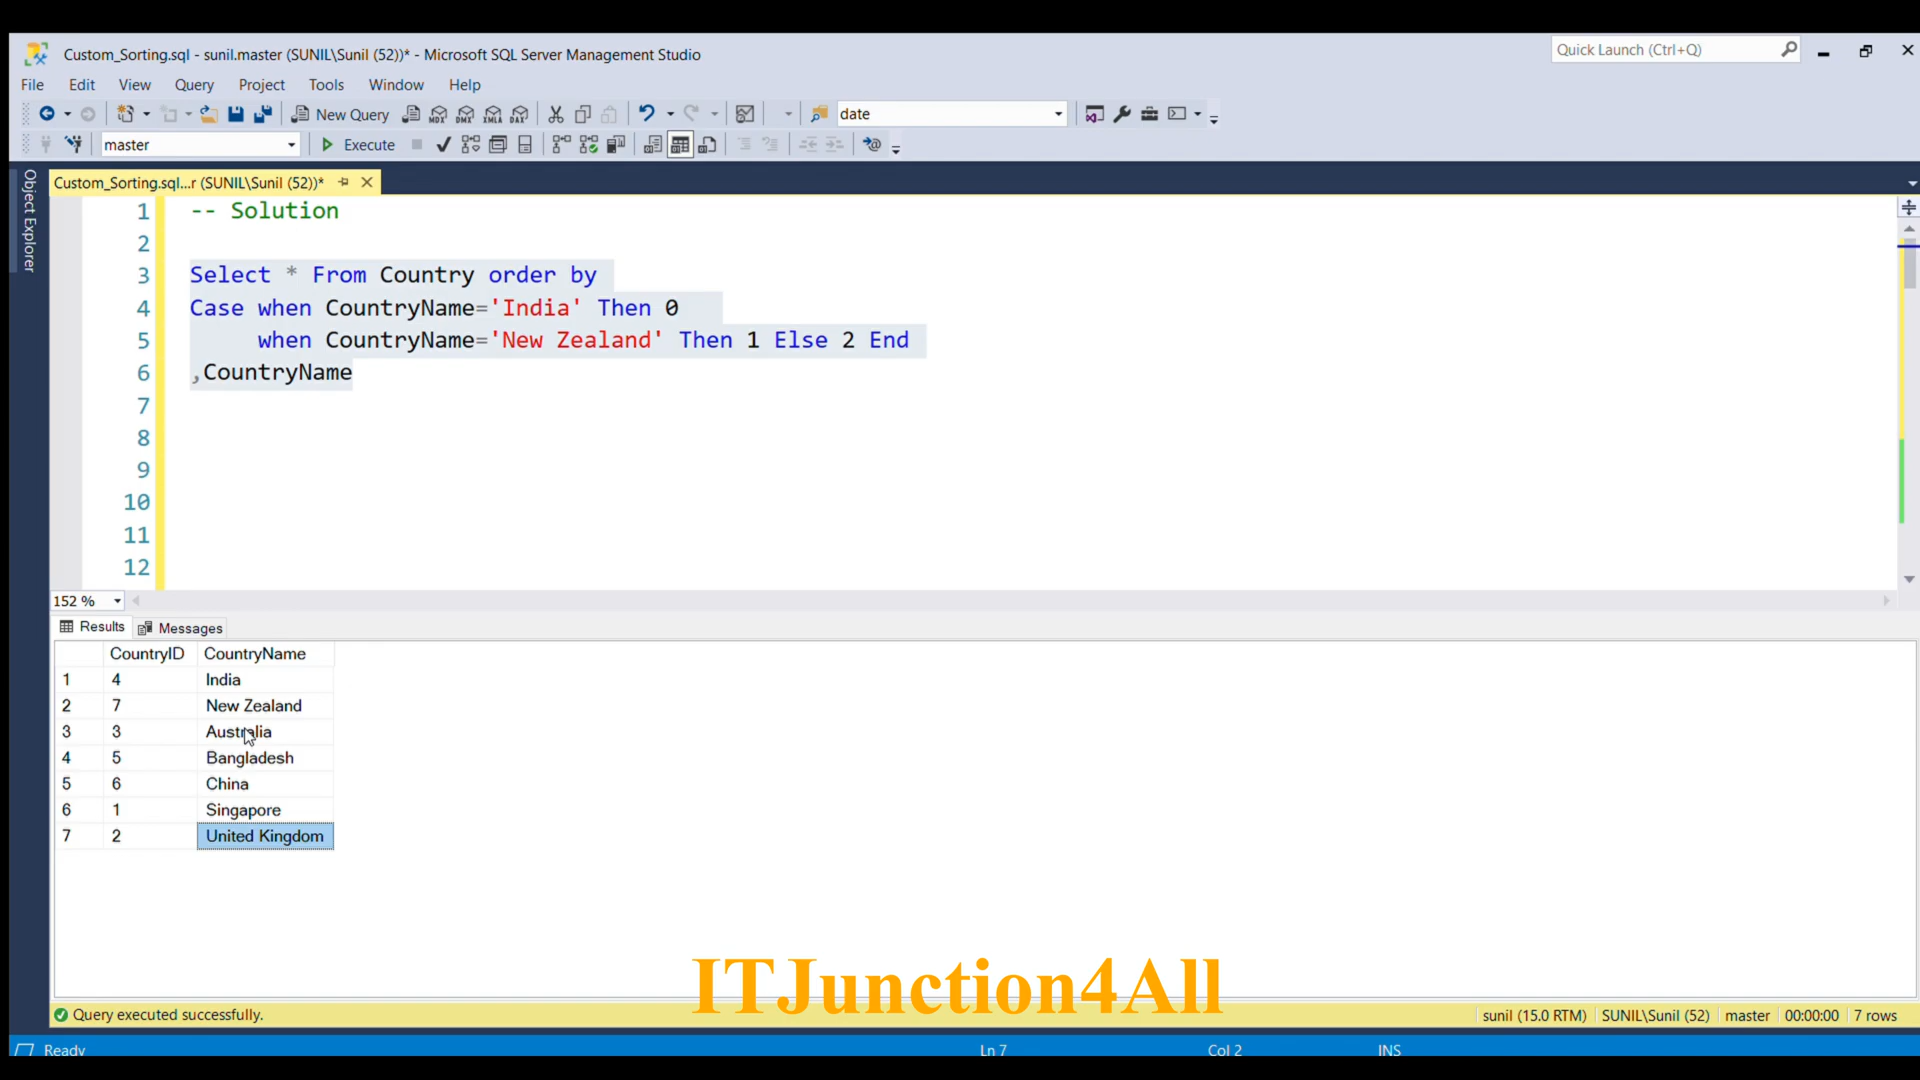 Custom_Sorting.sql - sunil.master (SUNIL\Sunil (52))* - Microsoft SQL Server Management Studio
Quick Launch (Ctrl+Q)
File Edit View Query Project Tools Window Help
New Query MDX DMX XMLA DAX date
master Execute
Object Explorer
Custom_Sorting.sql...r (SUNIL\Sunil (52))*
1 -- Solution
2
3 Select * From Country order by
4 Case when CountryName='India' Then 0
5 when CountryName='New Zealand' Then 1 Else 2 End
6 ,CountryName
7
8
9
10
11
12
152 %
Results Messages
CountryID CountryName
1 4 India
2 7 New Zealand
3 3 Australia
4 5 Bangladesh
5 6 China
6 1 Singapore
7 2 United Kingdom
ITJunction4All
Query executed successfully. sunil (15.0 RTM) SUNIL\Sunil (52) master 00:00:00 7 rows
Ready Ln 7 Col 2 INS